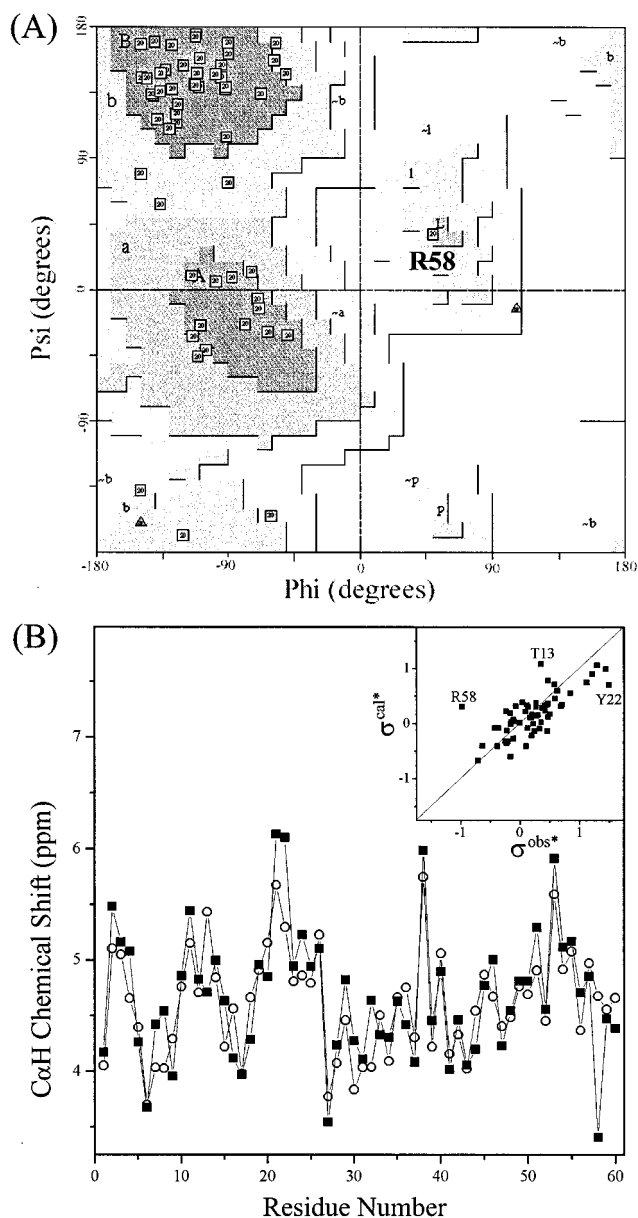 (A)
180
B
b
~b
b
b
~b
~l
90
l
a
L
R58
A
Psi (degrees)
0
~a
-90
~b
~p
b
p
~b
-180
-90
0
90
180
Phi (degrees)
(B)
7
6
5
4
CαH Chemical Shift (ppm)
0
10
20
30
40
50
60
Residue Number
T13
R58
Y22
1
0
-1
σcal*
-1
0
1
σobs*